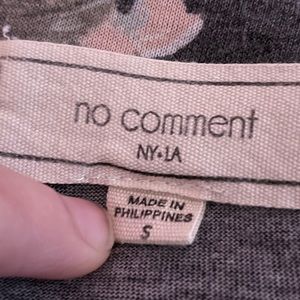 no comment
NY·LA
MADE IN
PHILIPPINES
S